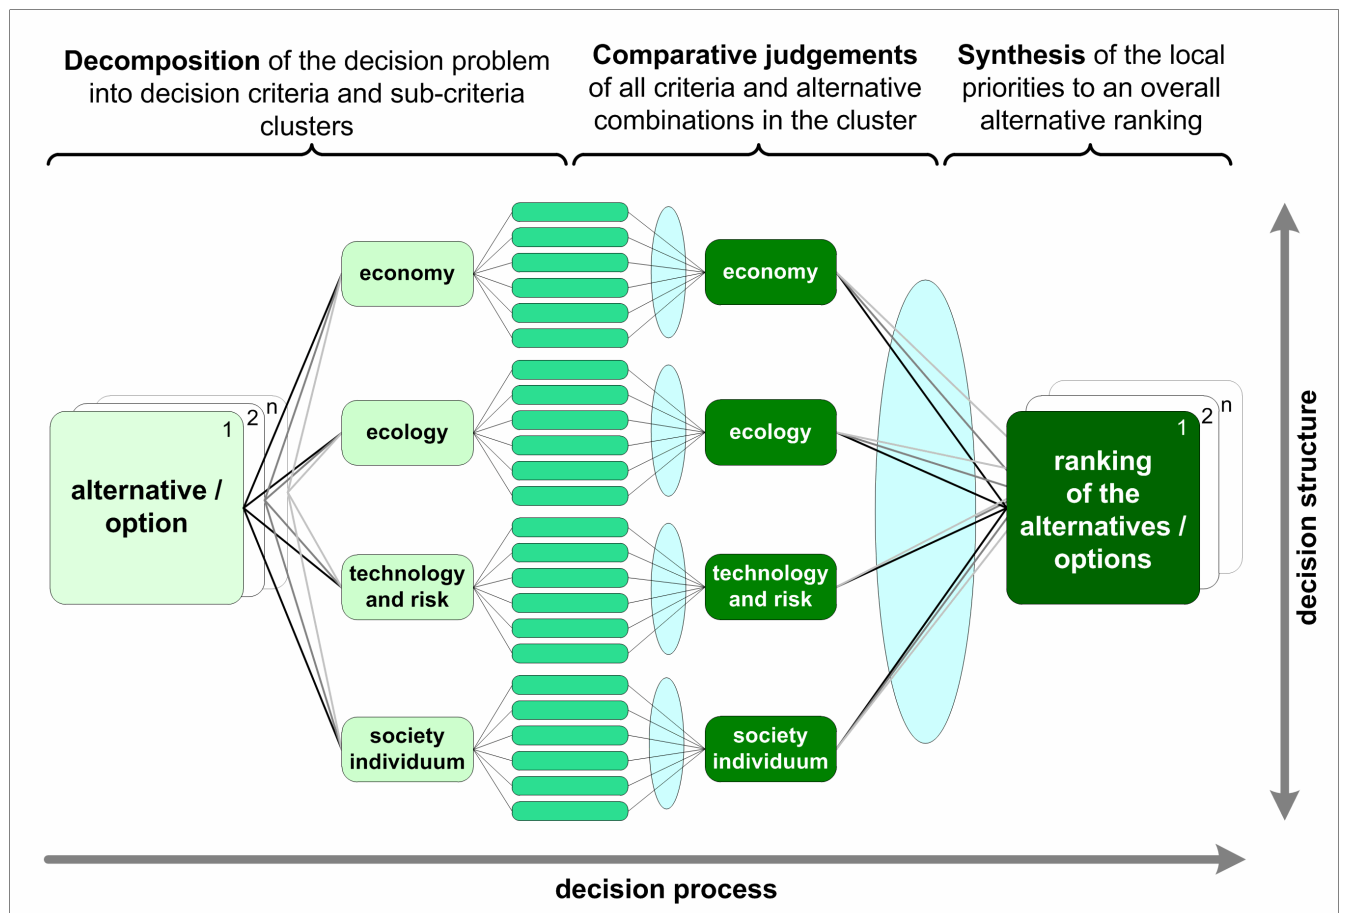 Decomposition of the decision problem
into decision criteria and sub-criteria
clusters
Comparative judgements
of all criteria and alternative
combinations in the cluster
Synthesis of the local
priorities to an overall
alternative ranking
1
2
n
alternative /
option
economy
ecology
technology
and risk
society
individuum
economy
ecology
technology
and risk
society
individuum
1
2
n
ranking
of the
alternatives /
options
decision structure
decision process